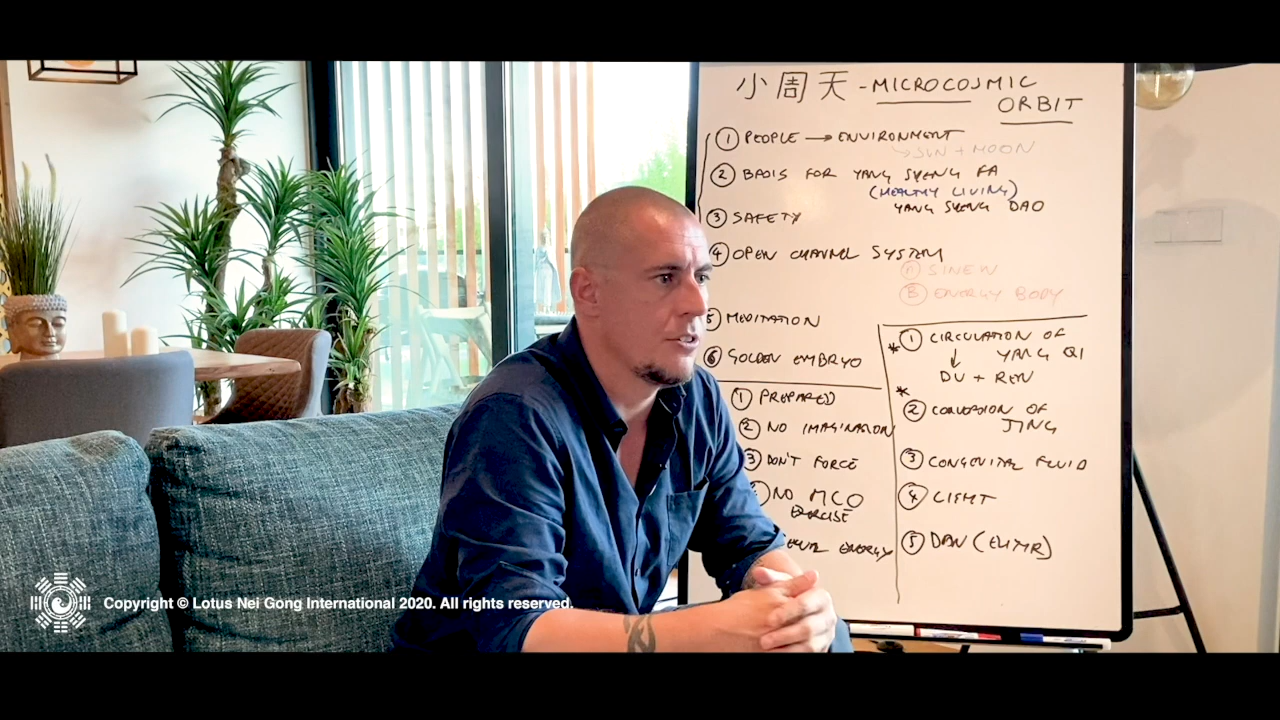 小周天 - MICROCOSMIC
ORBIT
① PEOPLE → ENVIRONMENT
↳ SUN + MOON
② BASIS FOR YANG SHENG FA
(HEALTHY LIVING)
YANG SHENG DAO
③ SAFETY
④ OPEN CHANNEL SYSTEM
Ⓐ SINEW
Ⓑ ENERGY BODY
5 MEDITATION
⑥ GOLDEN EMBRYO
① PREPARED
② NO IMAGINATION
③ DON'T FORCE
NO MCO
EXERCISE
ENERGY
* ① CIRCULATION OF
YANG QI
↓
DU + REN
* ② CONVERSION OF
JING
③ CONGENITAL FLUID
④ LIGHT
⑤ DAN (ELIXIR)
Copyright © Lotus Nei Gong International 2020. All rights reserved.